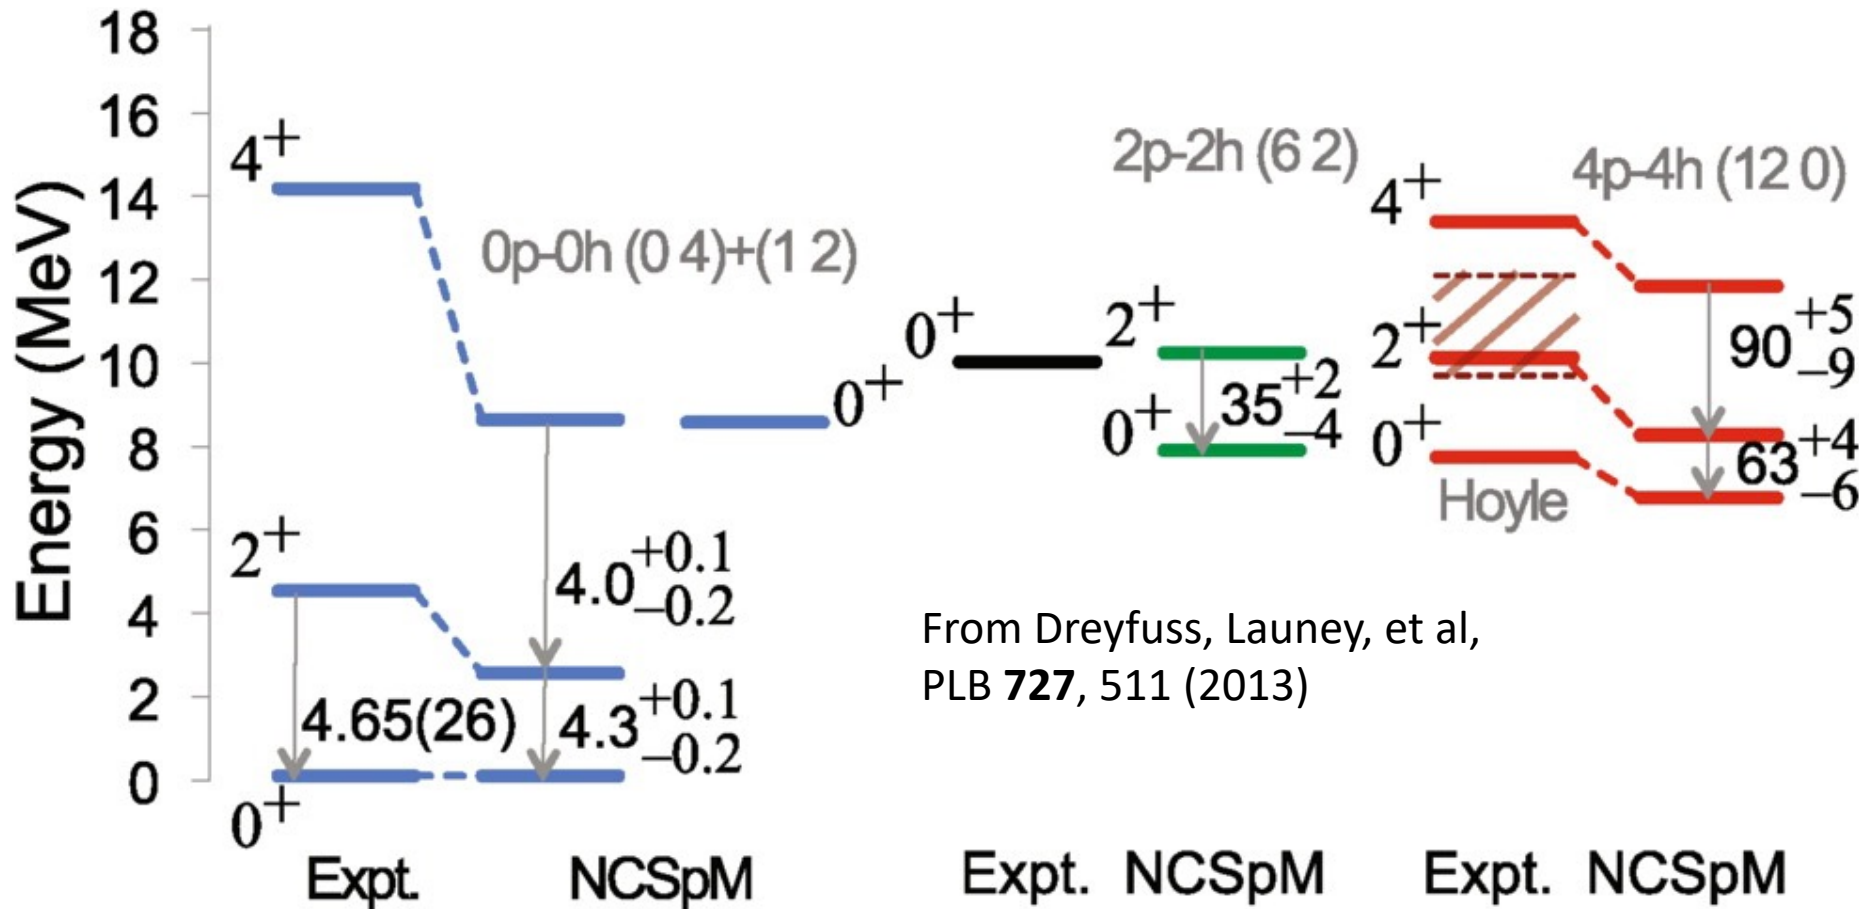 Energy (MeV)
18
16
14
12
10
8
6
4
2
0
4+
2+
0+
4.65(26)
0p-0h (0 4)+(1 2)
4.0 +0.1 −0.2
4.3 +0.1 −0.2
0+
0+
2p-2h (6 2)
2+
0+
35 +2 −4
4p-4h (12 0)
4+
2+
0+
Hoyle
90 +5 −9
63 +4 −6
From Dreyfuss, Launey, et al,
PLB 727, 511 (2013)
Expt. NCSpM Expt. NCSpM Expt. NCSpM